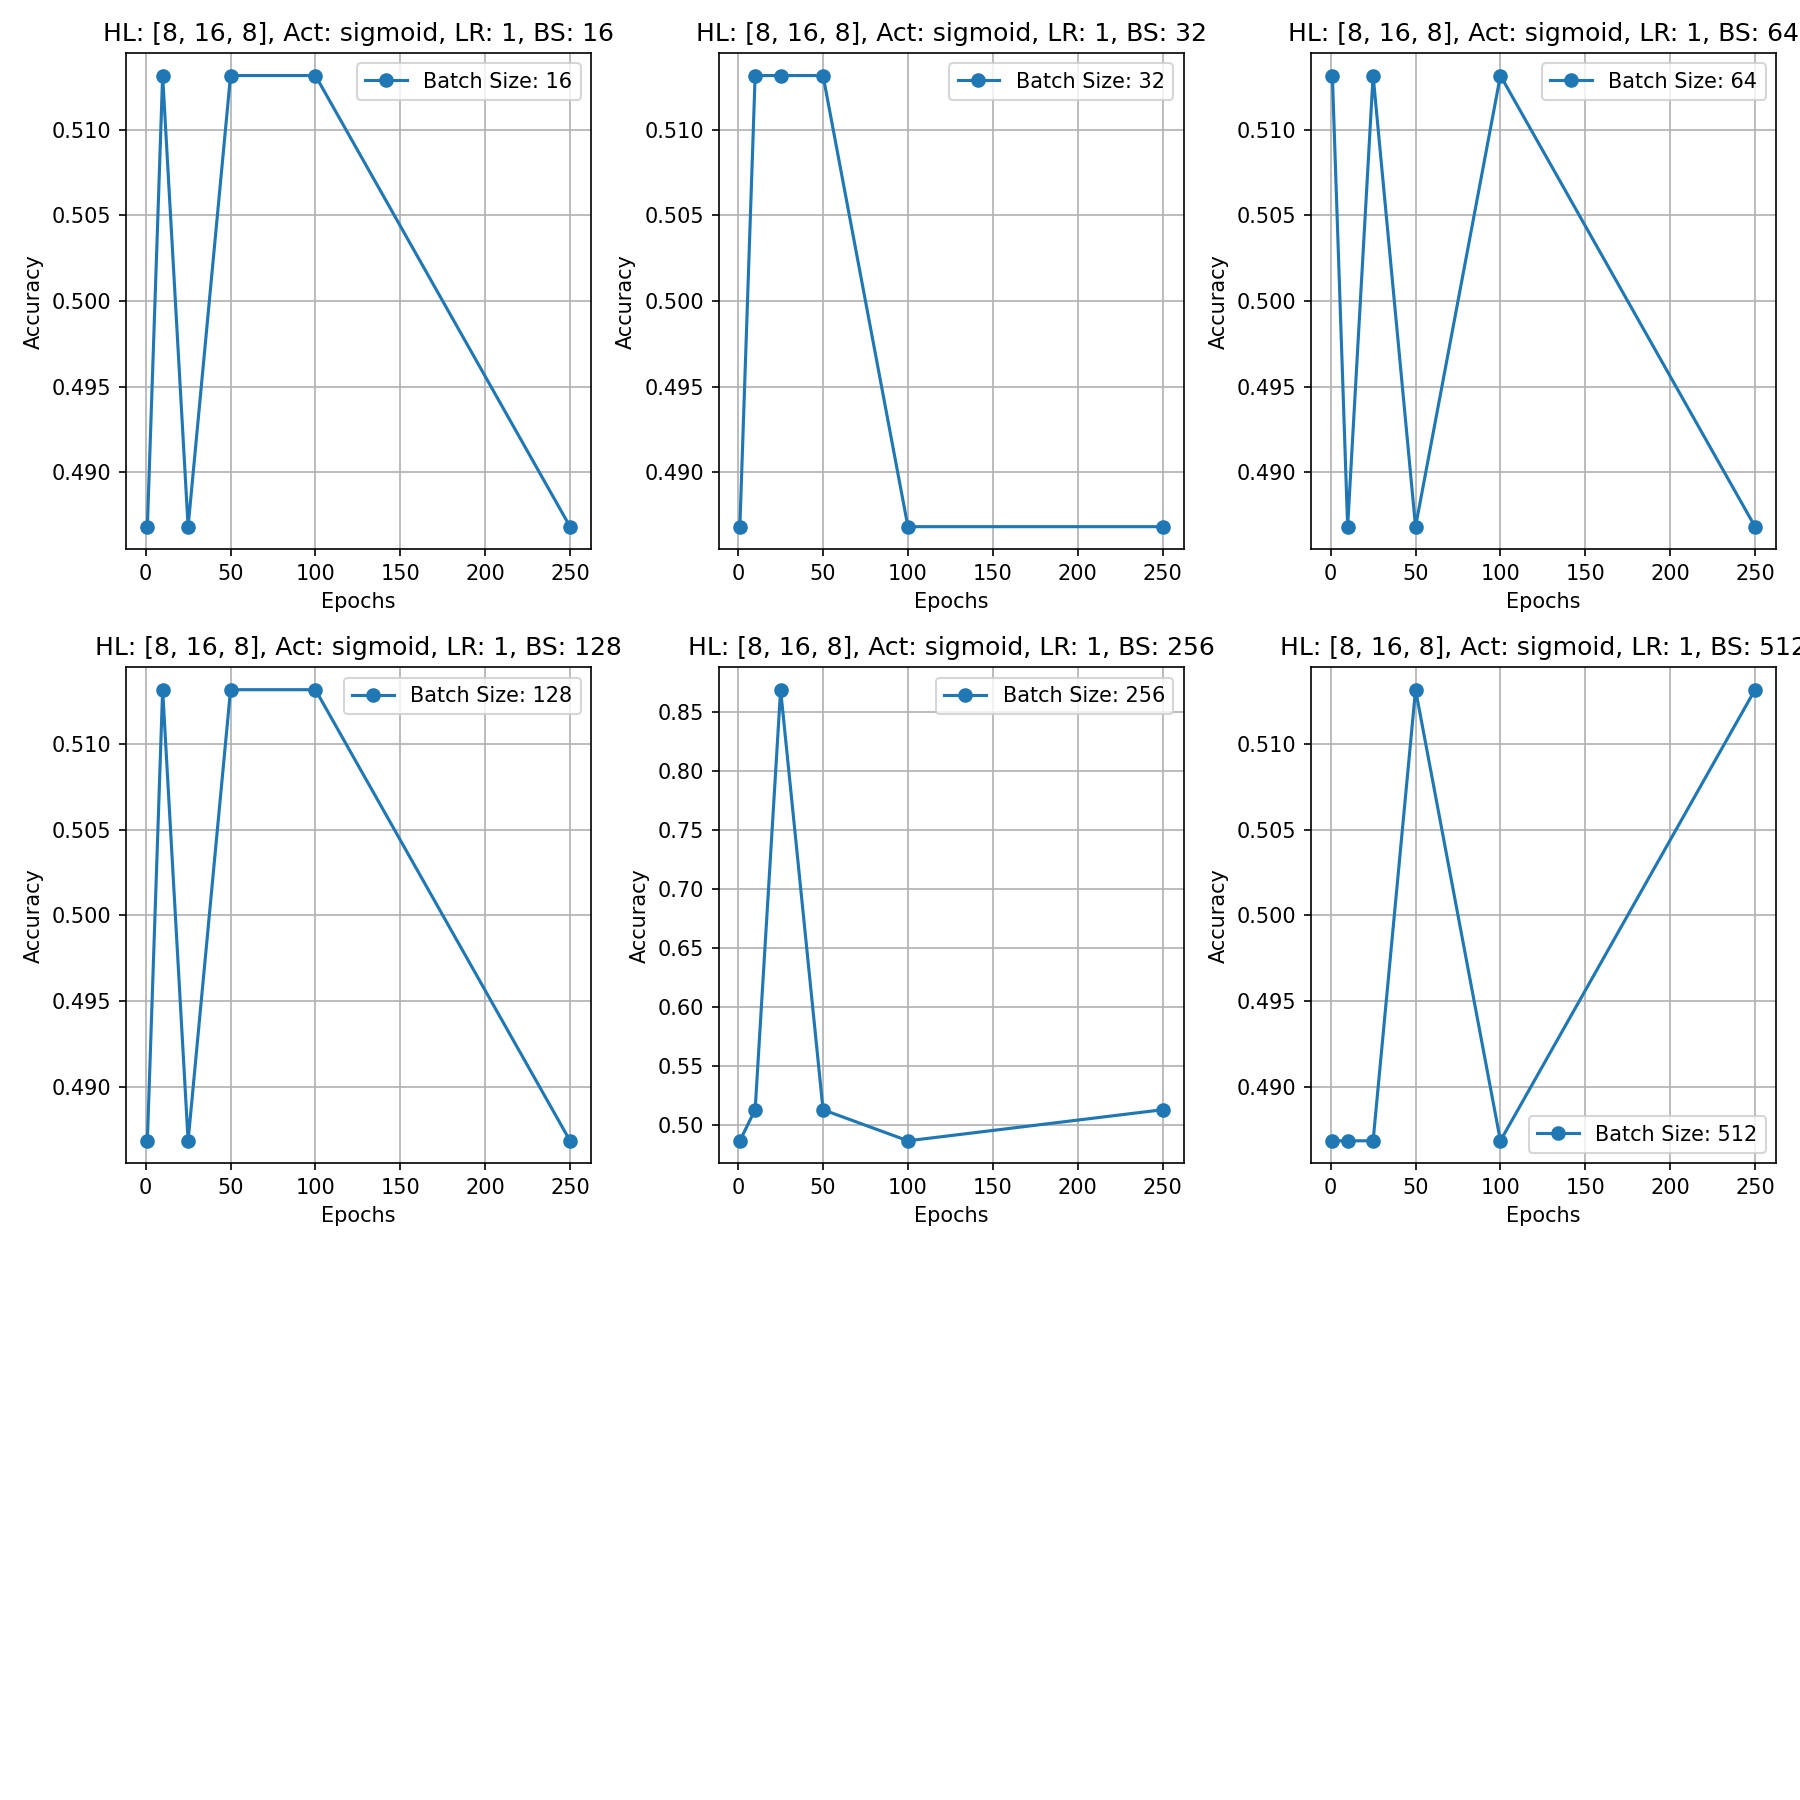 HL: [8, 16, 8], Act: sigmoid, LR: 1, BS: 16
Batch Size: 16
0.510
0.505
0.500
0.495
0.490
Accuracy
0 50 100 150 200 250
Epochs
HL: [8, 16, 8], Act: sigmoid, LR: 1, BS: 32
Batch Size: 32
0.510
0.505
0.500
0.495
0.490
Accuracy
0 50 100 150 200 250
Epochs
HL: [8, 16, 8], Act: sigmoid, LR: 1, BS: 64
Batch Size: 64
0.510
0.505
0.500
0.495
0.490
Accuracy
0 50 100 150 200 250
Epochs
HL: [8, 16, 8], Act: sigmoid, LR: 1, BS: 128
Batch Size: 128
0.510
0.505
0.500
0.495
0.490
Accuracy
0 50 100 150 200 250
Epochs
HL: [8, 16, 8], Act: sigmoid, LR: 1, BS: 256
Batch Size: 256
0.85
0.80
0.75
0.70
0.65
0.60
0.55
0.50
Accuracy
0 50 100 150 200 250
Epochs
HL: [8, 16, 8], Act: sigmoid, LR: 1, BS: 512
0.510
0.505
0.500
0.495
0.490
Accuracy
Batch Size: 512
0 50 100 150 200 250
Epochs